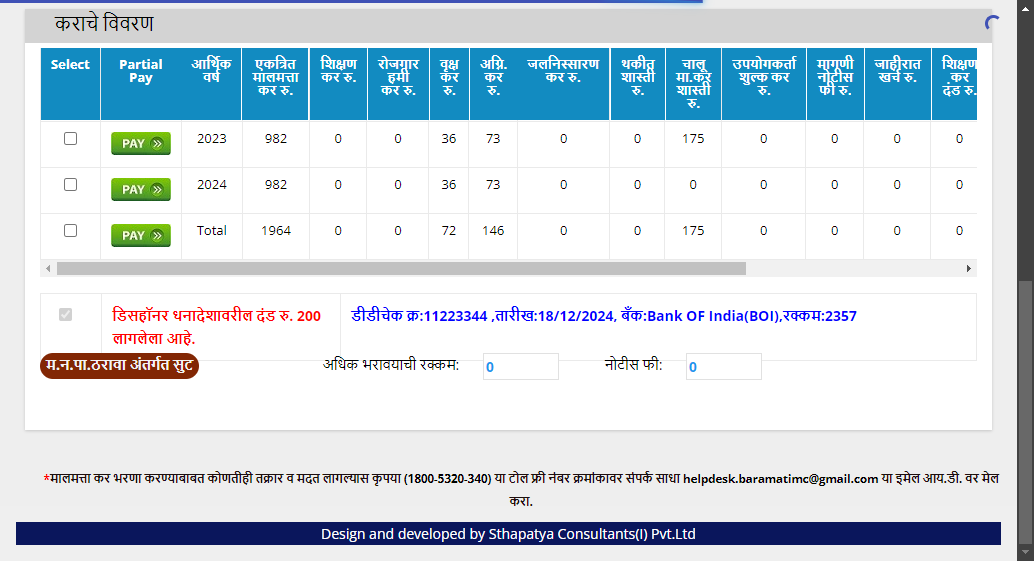 कराचे विवरण
Select Partial Pay आर्थिक वर्ष एकत्रित मालमत्ता कर रु. शिक्षण कर रु. रोजगार हमी कर रु. वृक्ष कर रु. अग्नि. कर रु. जलनिस्सारण कर रु. थकीत शास्ती रु. चालू मा.कर शास्ती रु. उपयोगकर्ता शुल्क कर रु. मागणी नोटीस फी रु. जाहीरात खर्च रु. शिक्षण कर दंड रु.
PAY 2023 982 0 0 36 73 0 0 175 0 0 0 0
PAY 2024 982 0 0 36 73 0 0 0 0 0 0 0
PAY Total 1964 0 0 72 146 0 0 175 0 0 0 0
डिसहॉनर धनादेशावरील दंड रु. 200 डीडीचेक क्र:11223344 ,तारीख:18/12/2024, बँक:Bank OF India(BOI),रक्कम:2357
लागलेला आहे.
म.न.पा.ठरावा अंतर्गत सुट अधिक भरावयाची रक्कम: 0 नोटीस फी: 0
*मालमत्ता कर भरणा करण्याबाबत कोणतीही तक्रार व मदत लागल्यास कृपया (1800-5320-340) या टोल फ्री नंबर क्रमांकावर संपर्क साधा helpdesk.baramatimc@gmail.com या इमेल आय.डी. वर मेल
करा.
Design and developed by Sthapatya Consultants(I) Pvt.Ltd